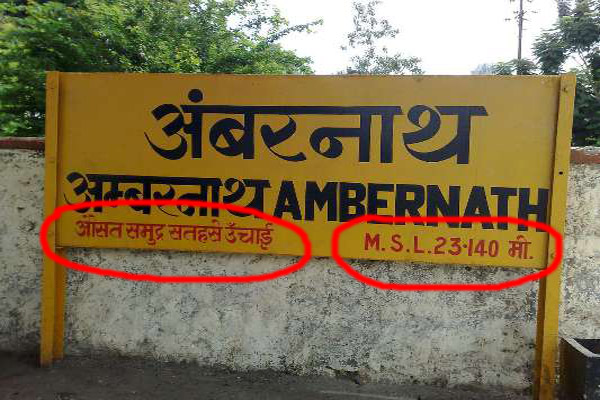 अंबरनाथ
अम्बरनाथ AMBERNATH
औसत समुद्र सतहसे उँचाई M. S. L. 23·140 मी.